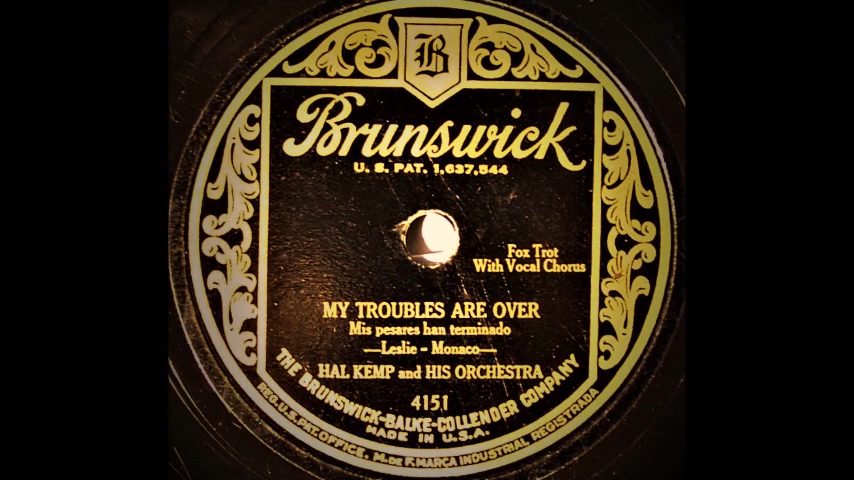 B
Brunswick
U. S. PAT. 1,637,544
Fox Trot
With Vocal Chorus
MY TROUBLES ARE OVER
Mis pesares han terminado
—Leslie - Monaco—
HAL KEMP and HIS ORCHESTRA
4151
THE BRUNSWICK-BALKE-COLLENDER COMPANY
MADE IN U.S.A.
REG. U.S. PAT. OFFICE. M. DE F. MARCA INDUSTRIAL REGISTRADA